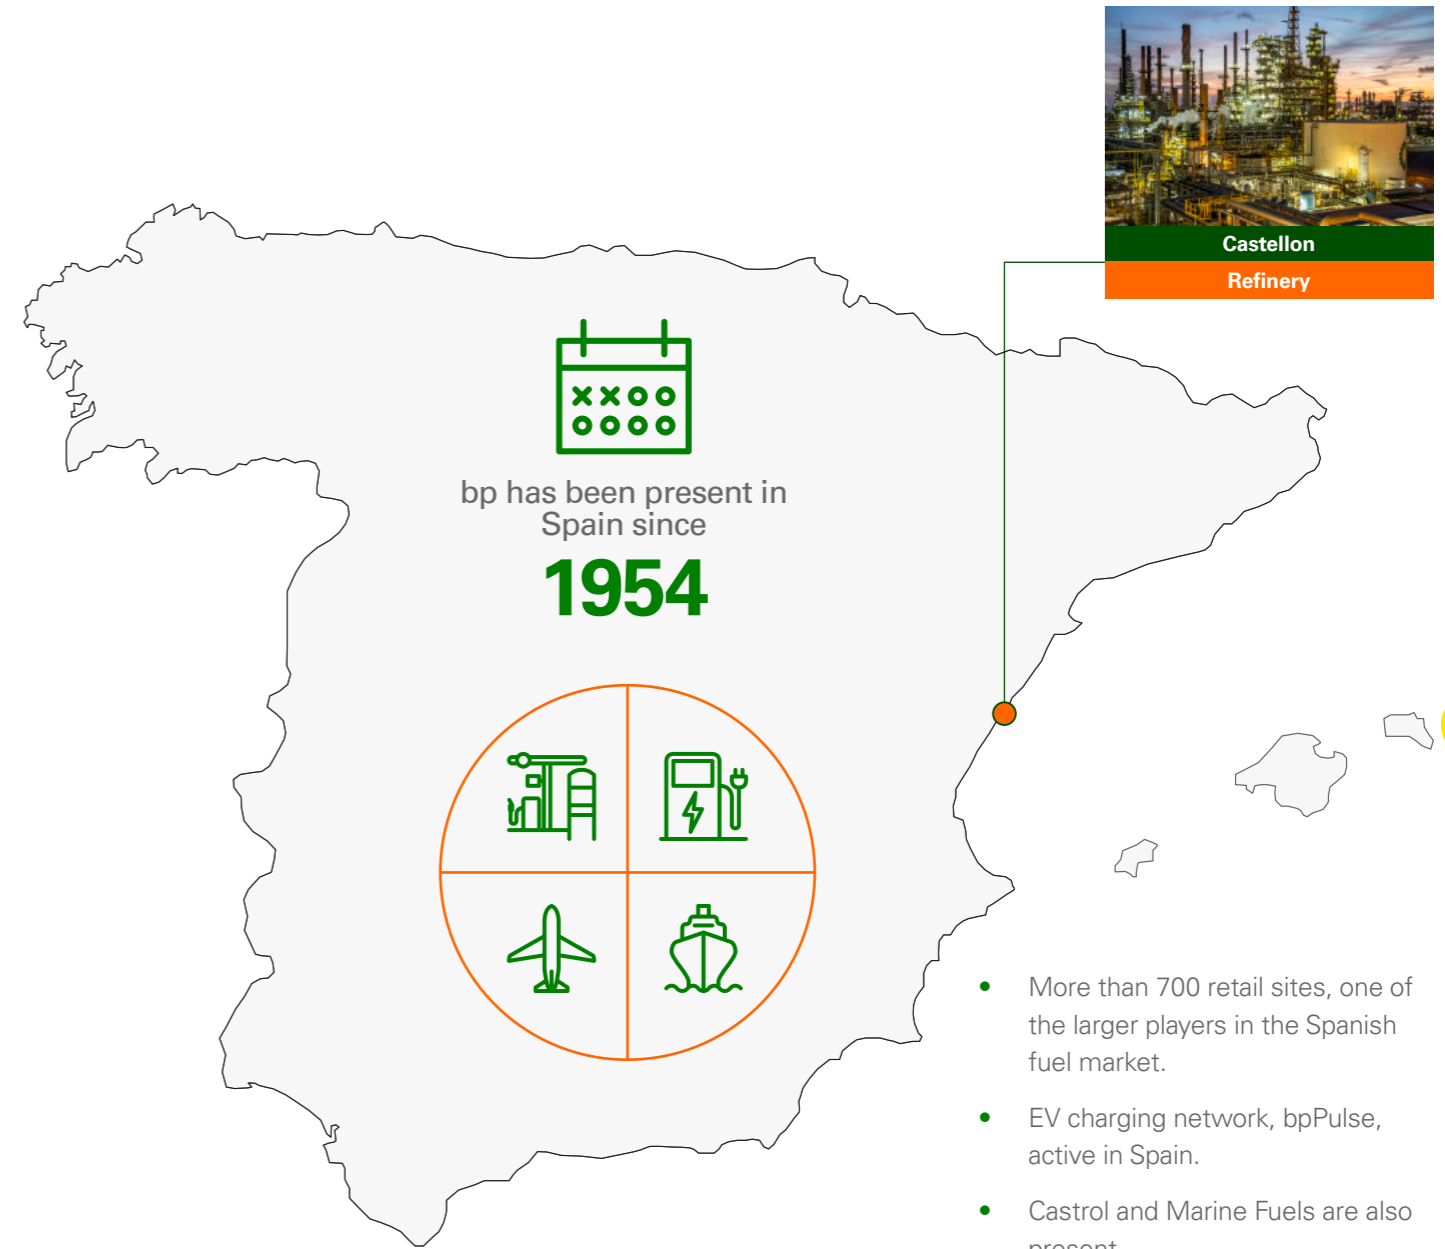 Castellon
Refinery
bp has been present in
Spain since
1954
• More than 700 retail sites, one of
the larger players in the Spanish
fuel market.
• EV charging network, bpPulse,
active in Spain.
• Castrol and Marine Fuels are also
present